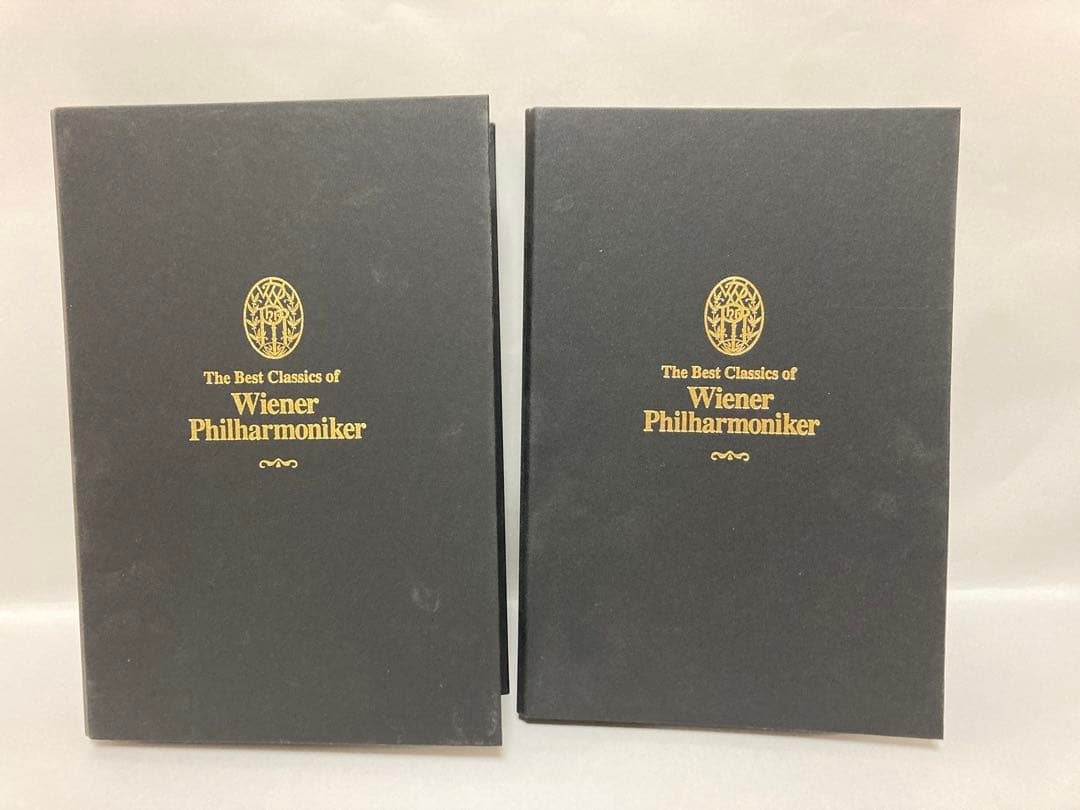 The Best Classics of
Wiener
Philharmoniker
The Best Classics of
Wiener
Philharmoniker